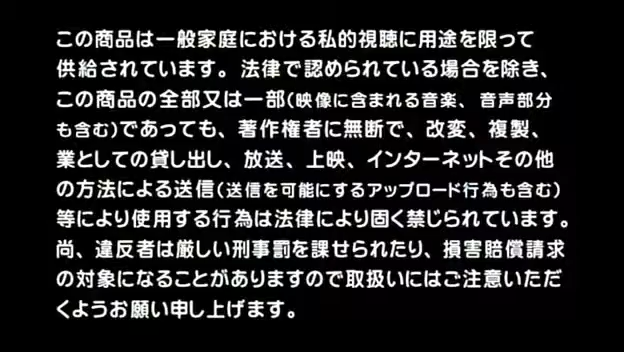 この商品は一般家庭における私的視聴に用途を限って
供給されています。法律で認められている場合を除き、
この商品の全部又は一部（映像に含まれる音楽、音声部分
も含む）であっても、著作権者に無断で、改変、複製、
業としての貸し出し、放送、上映、インターネットその他
の方法による送信（送信を可能にするアップロード行為も含む）
等により使用する行為は法律により固く禁じられています。
尚、違反者は厳しい刑事罰を課せられたり、損害賠償請求
の対象になることがありますので取扱いにはご注意いただ
くようお願い申し上げます。